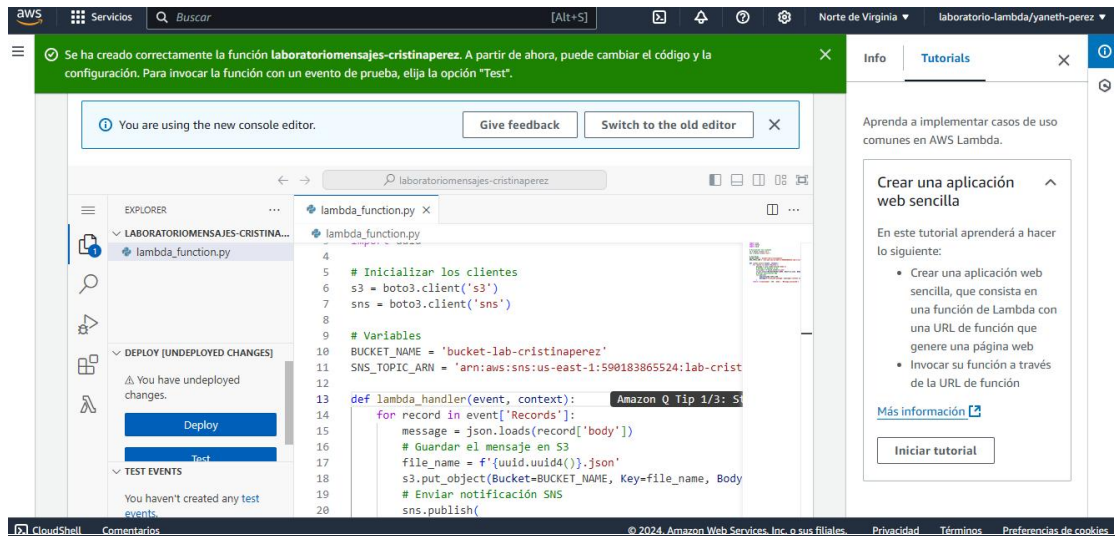 aws
Servicios
Buscar
[Alt+S]
Norte de Virginia ▼
laboratorio-lambda/yaneth-perez ▼
Se ha creado correctamente la función laboratoriomensajes-cristinaperez. A partir de ahora, puede cambiar el código y la
configuración. Para invocar la función con un evento de prueba, elija la opción "Test".
You are using the new console editor.
Give feedback
Switch to the old editor
laboratoriomensajes-cristinaperez
EXPLORER
LABORATORIOMENSAJES-CRISTINA...
lambda_function.py
1
DEPLOY [UNDEPLOYED CHANGES]
You have undeployed
changes.
Deploy
Test
TEST EVENTS
You haven't created any test
events.
lambda_function.py
lambda_function.py
4
5 # Inicializar los clientes
6 s3 = boto3.client('s3')
7 sns = boto3.client('sns')
8
9 # Variables
10 BUCKET_NAME = 'bucket-lab-cristinaperez'
11 SNS_TOPIC_ARN = 'arn:aws:sns:us-east-1:590183865524:lab-crist
12
13 def lambda_handler(event, context): Amazon Q Tip 1/3: St
14 for record in event['Records']:
15 message = json.loads(record['body'])
16 # Guardar el mensaje en S3
17 file_name = f'{uuid.uuid4()}.json'
18 s3.put_object(Bucket=BUCKET_NAME, Key=file_name, Body
19 # Enviar notificación SNS
20 sns.publish(
Info
Tutorials
Aprenda a implementar casos de uso
comunes en AWS Lambda.
Crear una aplicación
web sencilla
En este tutorial aprenderá a hacer
lo siguiente:
• Crear una aplicación web
sencilla, que consista en
una función de Lambda con
una URL de función que
genere una página web
• Invocar su función a través
de la URL de función
Más información
Iniciar tutorial
CloudShell
Comentarios
© 2024, Amazon Web Services, Inc. o sus filiales.
Privacidad
Términos
Preferencias de cookies